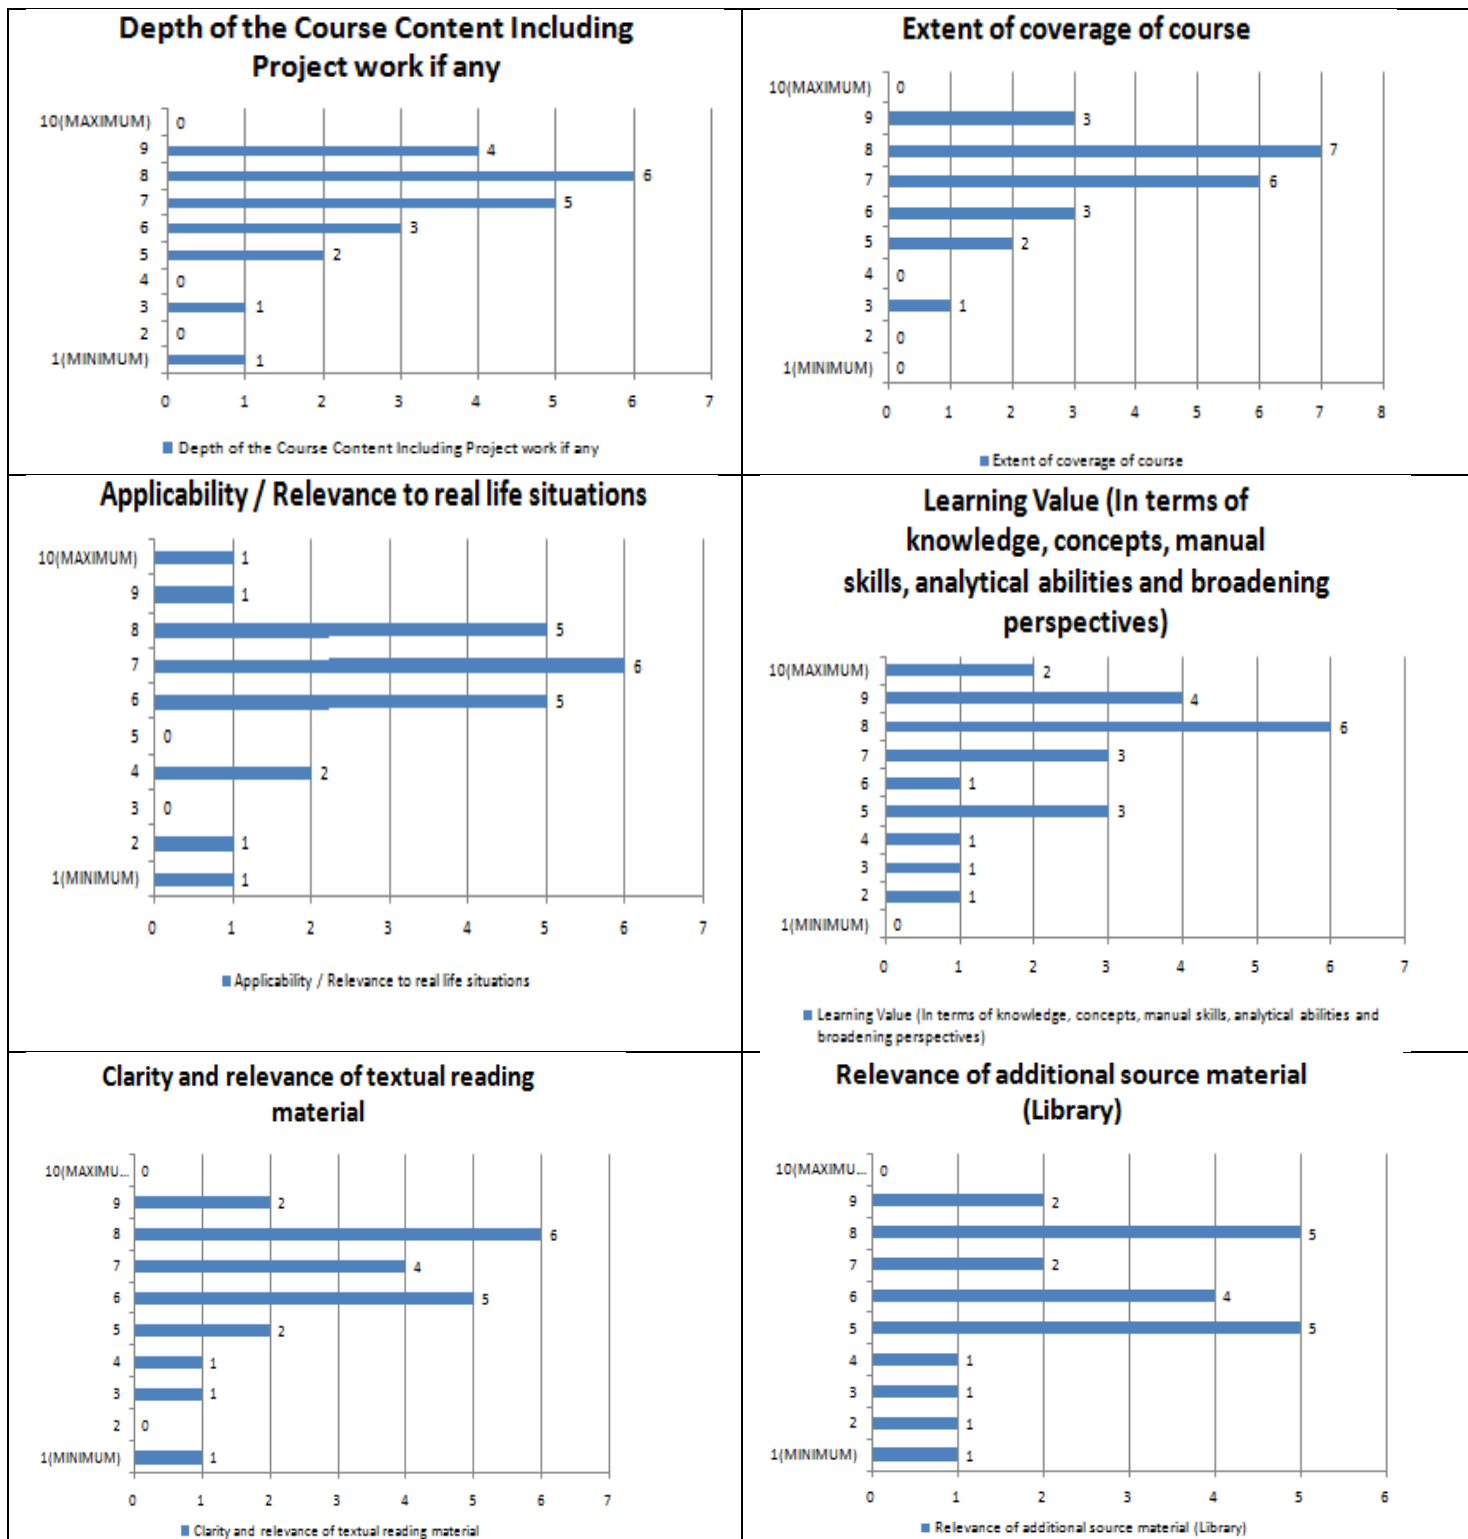 Depth of the Course Content Including
Project work if any
10(MAXIMUM) 0
9 4
8 6
7 5
6 3
5 2
4 0
3 1
2 0
1(MINIMUM) 1
0 1 2 3 4 5 6 7
Depth of the Course Content Including Project work if any
Extent of coverage of course
10(MAXIMUM) 0
9 3
8 7
7 6
6 3
5 2
4 0
3 1
2 0
1(MINIMUM) 0
0 1 2 3 4 5 6 7 8
Extent of coverage of course
Applicability / Relevance to real life situations
10(MAXIMUM) 1
9 1
8 5
7 6
6 5
5 0
4 2
3 0
2 1
1(MINIMUM) 1
0 1 2 3 4 5 6 7
Applicability / Relevance to real life situations
Learning Value (In terms of
knowledge, concepts, manual
skills, analytical abilities and broadening
perspectives)
10(MAXIMUM) 2
9 4
8 6
7 3
6 1
5 3
4 1
3 1
2 1
1(MINIMUM) 0
0 1 2 3 4 5 6 7
Learning Value (In terms of knowledge, concepts, manual skills, analytical abilities and
broadening perspectives)
Clarity and relevance of textual reading
material
10(MAXIMU... 0
9 2
8 6
7 4
6 5
5 2
4 1
3 1
2 0
1(MINIMUM) 1
0 1 2 3 4 5 6 7
Clarity and relevance of textual reading material
Relevance of additional source material
(Library)
10(MAXIMU... 0
9 2
8 5
7 2
6 4
5 5
4 1
3 1
2 1
1(MINIMUM) 1
0 1 2 3 4 5 6
Relevance of additional source material (Library)